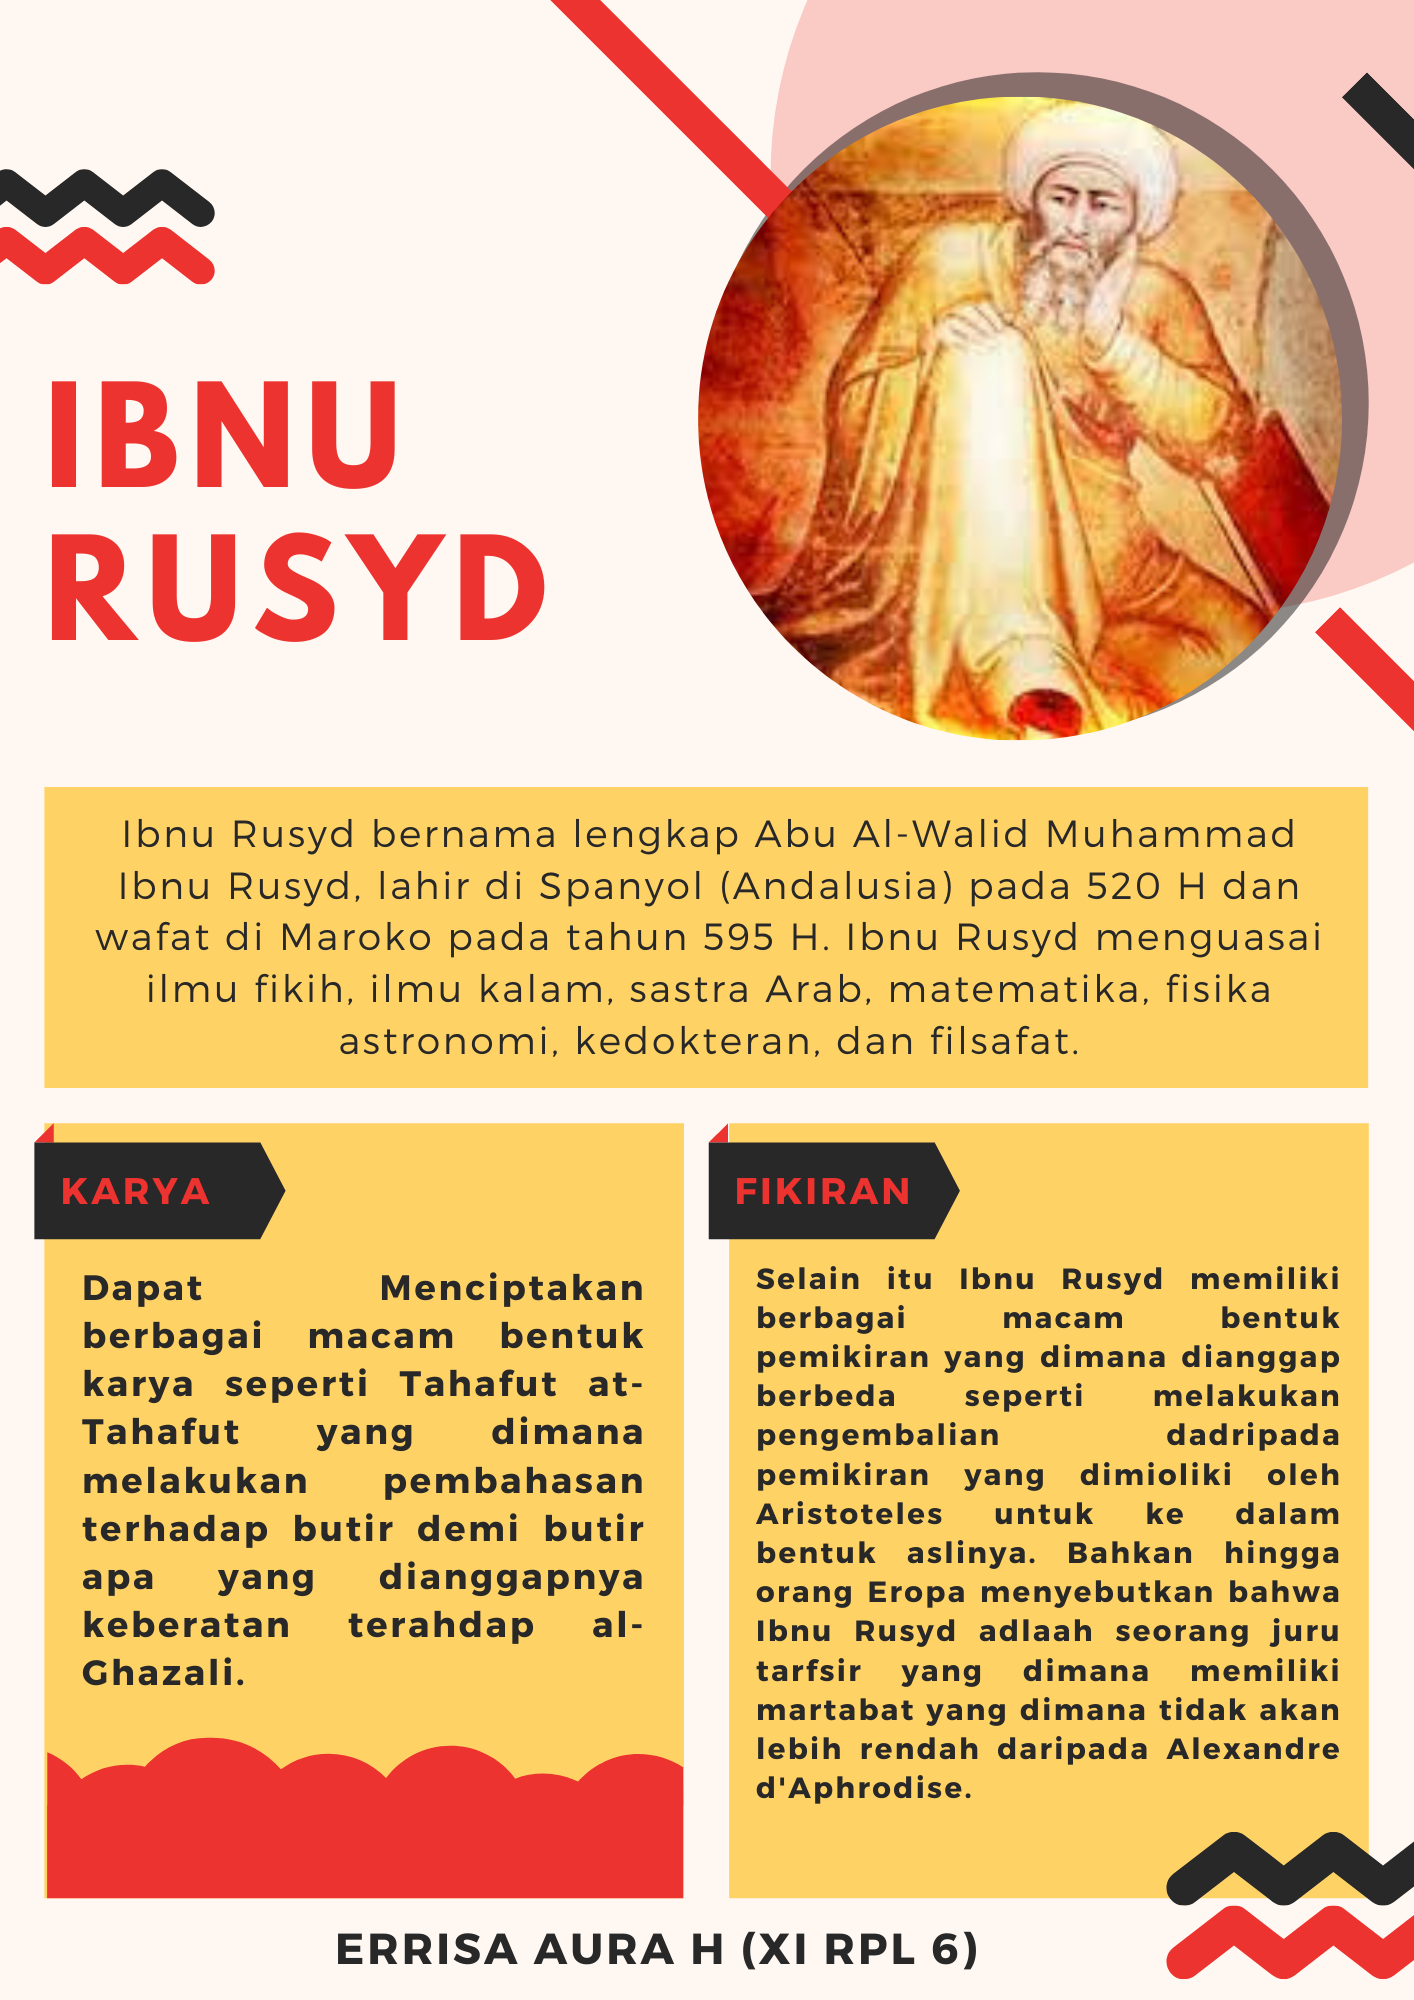 IBNU
RUSYD
Ibnu Rusyd bernama lengkap Abu Al-Walid Muhammad
Ibnu Rusyd, lahir di Spanyol (Andalusia) pada 520 H dan
wafat di Maroko pada tahun 595 H. Ibnu Rusyd menguasai
ilmu fikih, ilmu kalam, sastra Arab, matematika, fisika
astronomi, kedokteran, dan filsafat.
KARYA
Dapat Menciptakan
berbagai macam bentuk
karya seperti Tahafut at-
Tahafut yang dimana
melakukan pembahasan
terhadap butir demi butir
apa yang dianggapnya
keberatan terahdap al-
Ghazali.
FIKIRAN
Selain itu Ibnu Rusyd memiliki
berbagai macam bentuk
pemikiran yang dimana dianggap
berbeda seperti melakukan
pengembalian dadripada
pemikiran yang dimioliki oleh
Aristoteles untuk ke dalam
bentuk aslinya. Bahkan hingga
orang Eropa menyebutkan bahwa
Ibnu Rusyd adlaah seorang juru
tarfsir yang dimana memiliki
martabat yang dimana tidak akan
lebih rendah daripada Alexandre
d'Aphrodise.
ERRISA AURA H (XI RPL 6)